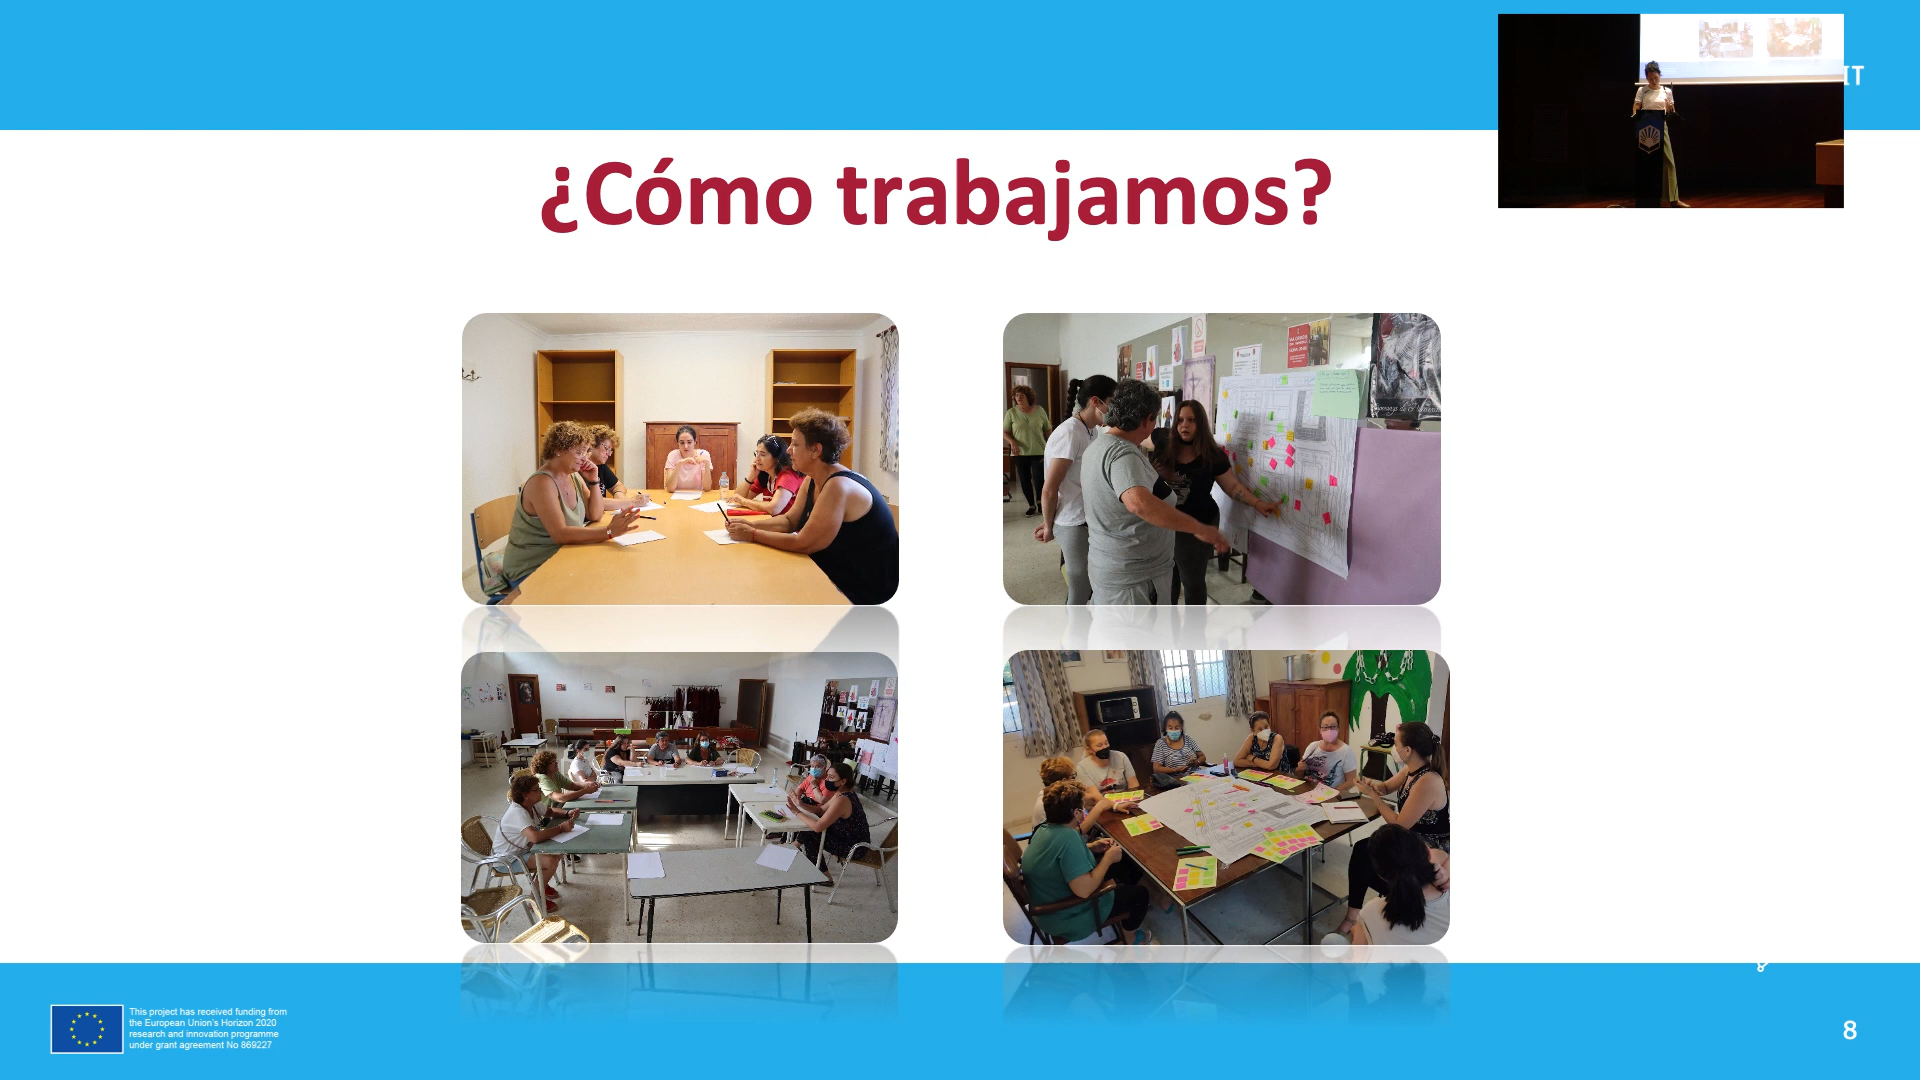 IT
¿Cómo trabajamos?
This project has received funding from
the European Union's Horizon 2020
research and innovation programme
under grant agreement No 869227
8